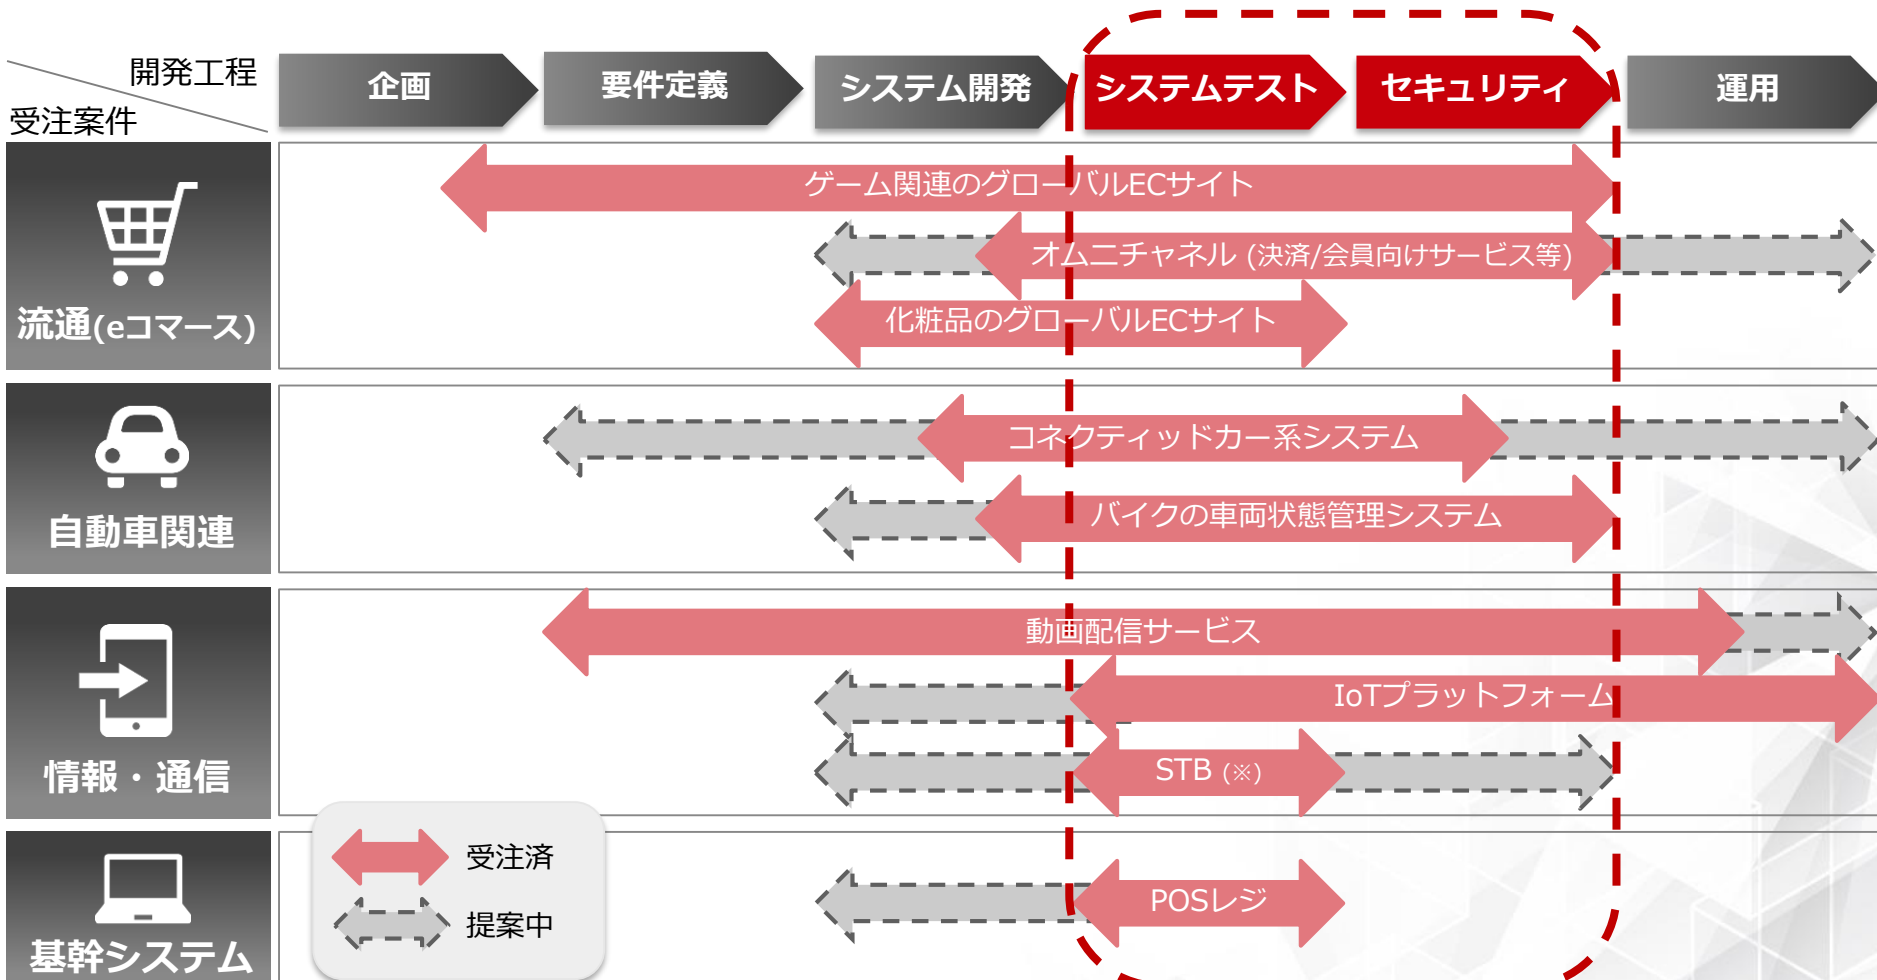 開発工程
受注案件
企画
要件定義
システム開発
システムテスト
セキュリティ
運用
流通(eコマース)
ゲーム関連のグローバルECサイト
オムニチャネル (決済/会員向けサービス等)
化粧品のグローバルECサイト
自動車関連
コネクティッドカー系システム
バイクの車両状態管理システム
情報・通信
動画配信サービス
IoTプラットフォーム
STB (※)
基幹システム
POSレジ
受注済
提案中